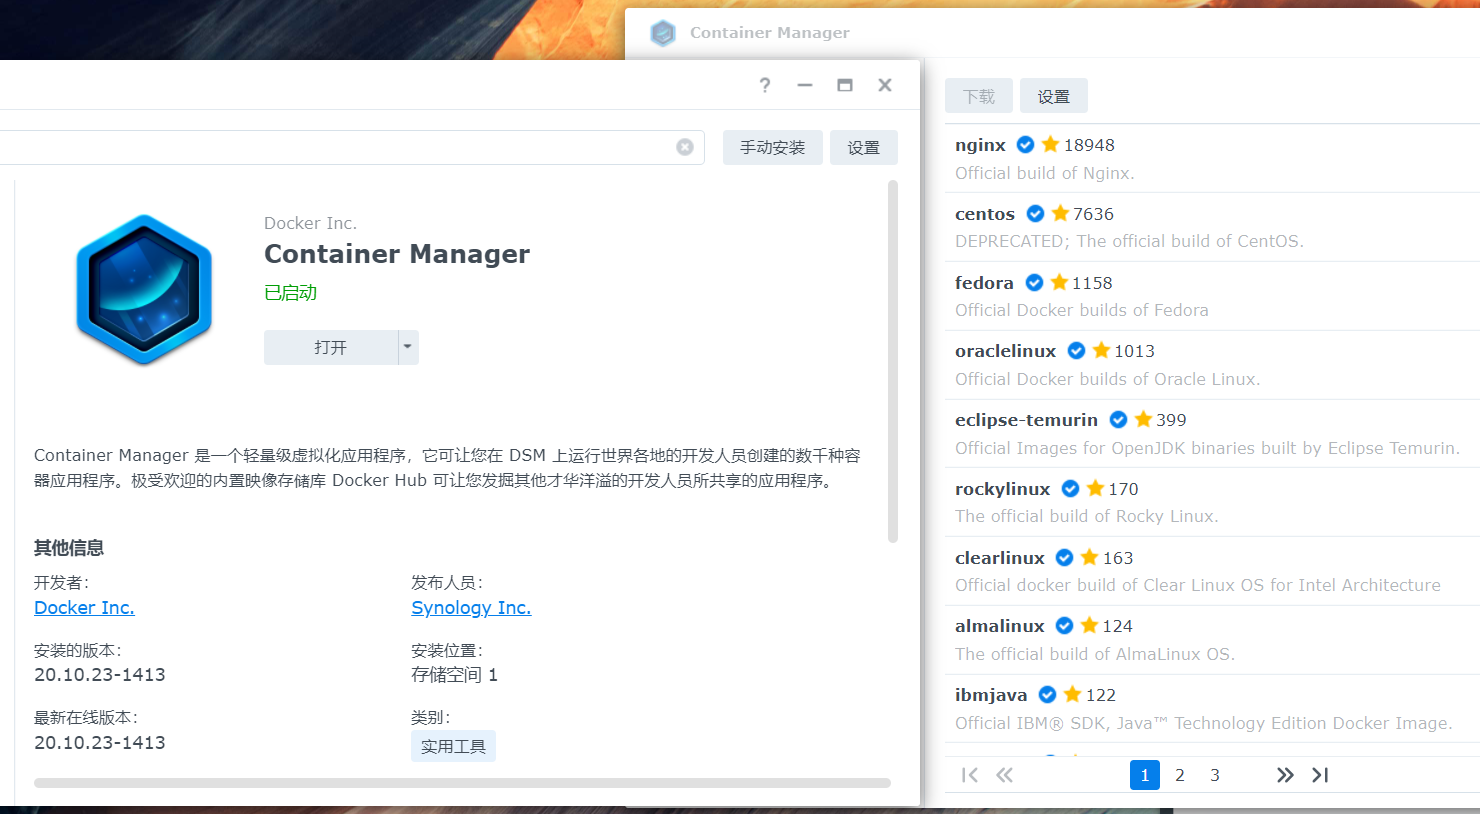 Container Manager
手动安装
设置
Docker Inc.
Container Manager
已启动
打开
Container Manager 是一个轻量级虚拟化应用程序，它可让您在 DSM 上运行世界各地的开发人员创建的数千种容
器应用程序。极受欢迎的内置映像存储库 Docker Hub 可让您发掘其他才华洋溢的开发人员所共享的应用程序。
其他信息
开发者：
Docker Inc.
发布人员：
Synology Inc.
安装的版本：
20.10.23-1413
安装位置：
存储空间 1
最新在线版本：
20.10.23-1413
类别：
实用工具
下载
设置
nginx 18948
Official build of Nginx.
centos 7636
DEPRECATED; The official build of CentOS.
fedora 1158
Official Docker builds of Fedora
oraclelinux 1013
Official Docker builds of Oracle Linux.
eclipse-temurin 399
Official Images for OpenJDK binaries built by Eclipse Temurin.
rockylinux 170
The official build of Rocky Linux.
clearlinux 163
Official docker build of Clear Linux OS for Intel Architecture
almalinux 124
The official build of AlmaLinux OS.
ibmjava 122
Official IBM® SDK, Java™ Technology Edition Docker Image.
1 2 3